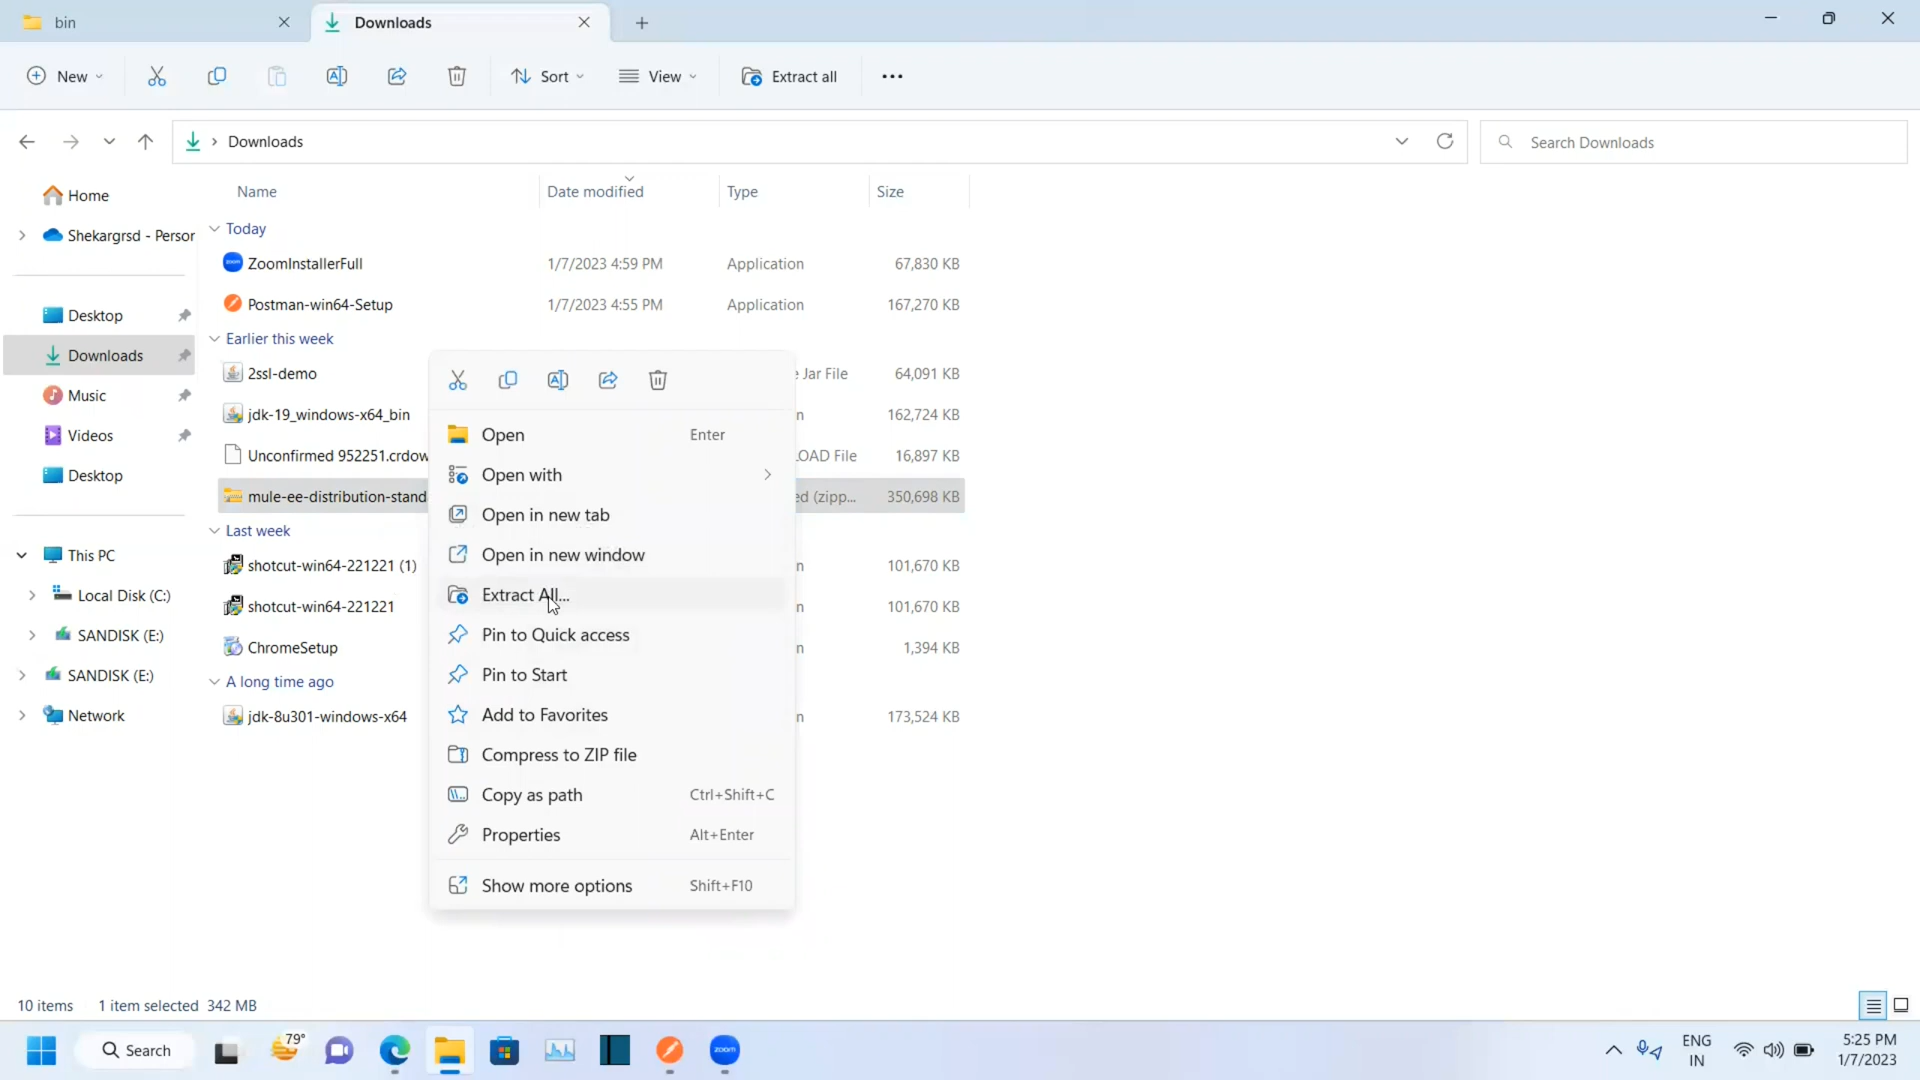 bin
Downloads
New
Sort
View
Extract all
Downloads
Search Downloads
Name Date modified Type Size
Home
Shekargrsd - Person
Desktop
Downloads
Music
Videos
Desktop
This PC
Local Disk (C:)
SANDISK (E:)
SANDISK (E:)
Network
Today
ZoomInstallerFull 1/7/2023 4:59 PM Application 67,830 KB
Postman-win64-Setup 1/7/2023 4:55 PM Application 167,270 KB
Earlier this week
2ssl-demo Jar File 64,091 KB
jdk-19_windows-x64_bin n 162,724 KB
Unconfirmed 952251.crdow OAD File 16,897 KB
mule-ee-distribution-stand ed (zipp... 350,698 KB
Last week
shotcut-win64-221221 (1) n 101,670 KB
shotcut-win64-221221 n 101,670 KB
ChromeSetup n 1,394 KB
A long time ago
jdk-8u301-windows-x64 n 173,524 KB
Open Enter
Open with
Open in new tab
Open in new window
Extract All...
Pin to Quick access
Pin to Start
Add to Favorites
Compress to ZIP file
Copy as path Ctrl+Shift+C
Properties Alt+Enter
Show more options Shift+F10
10 items 1 item selected 342 MB
Search
79°
zoom
ENG
IN
5:25 PM
1/7/2023